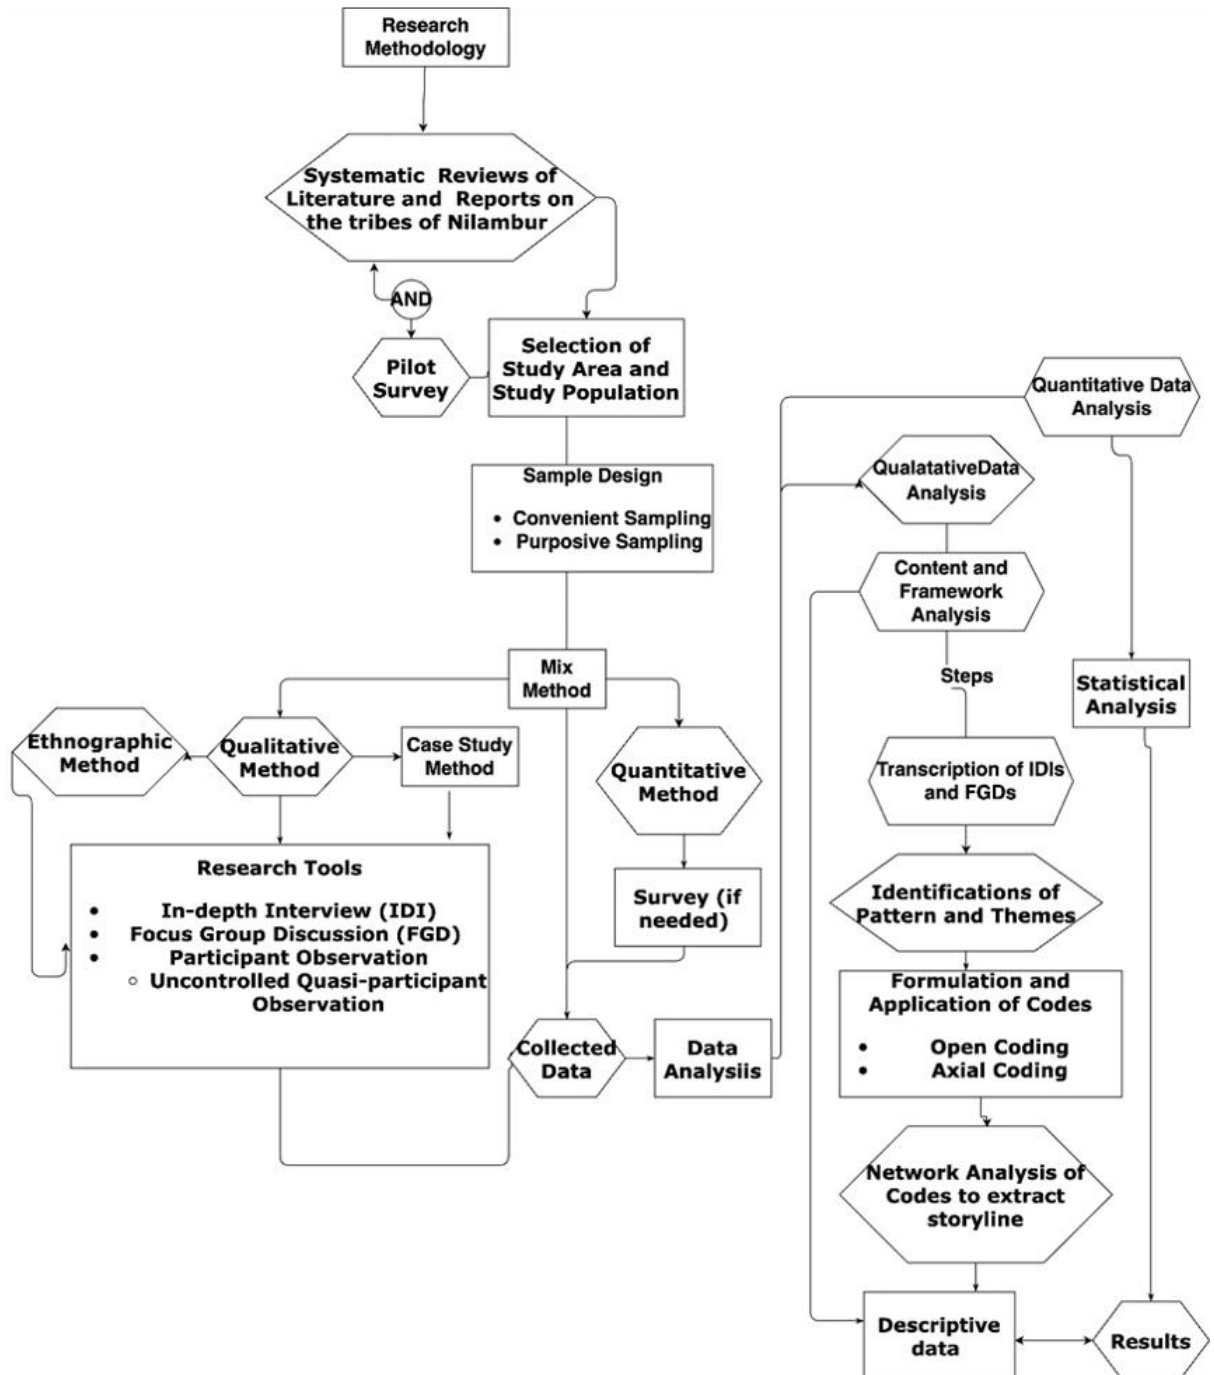 Research
Methodology
Systematic Reviews of
Literature and Reports on
the tribes of Nilambur
AND
Pilot
Survey
Selection of
Study Area and
Study Population
Sample Design
• Convenient Sampling
• Purposive Sampling
Mix
Method
Ethnographic
Method
Qualitative
Method
Case Study
Method
Quantitative
Method
Research Tools
• In-depth Interview (IDI)
• Focus Group Discussion (FGD)
• Participant Observation
○ Uncontrolled Quasi-participant
Observation
Survey (if
needed)
Collected
Data
Data
Analysiis
Quantitative Data
Analysis
QualatativeData
Analysis
Content and
Framework
Analysis
Steps
Statistical
Analysis
Transcription of IDIs
and FGDs
Identifications of
Pattern and Themes
Formulation and
Application of Codes
• Open Coding
• Axial Coding
Network Analysis of
Codes to extract
storyline
Descriptive
data
Results